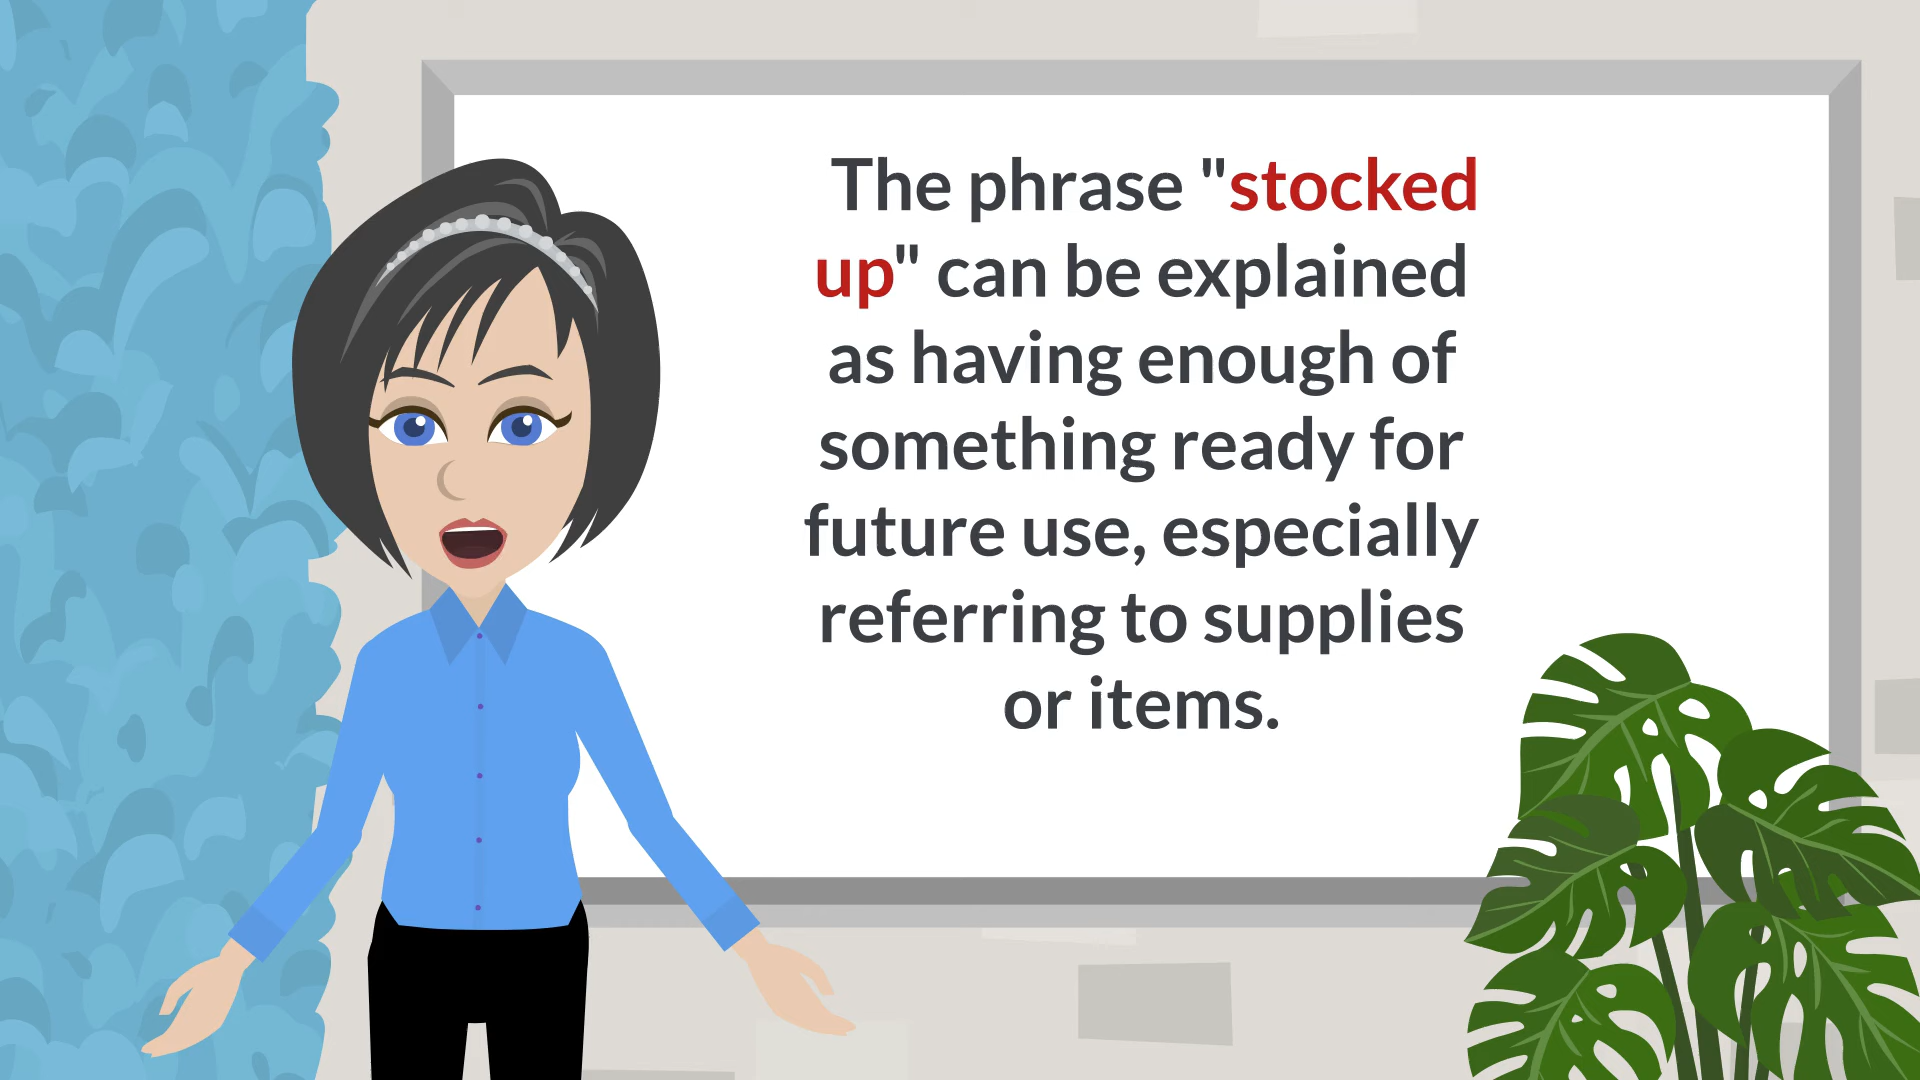 The phrase "stocked
up" can be explained
as having enough of
something ready for
future use, especially
referring to supplies
or items.